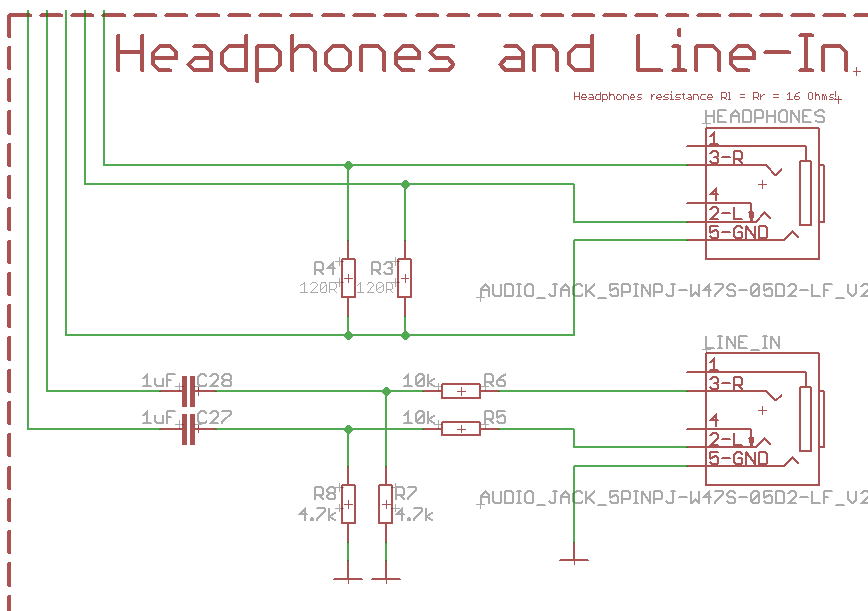 Headphones and Line-In
Headphones resistance Rl = Rr = 16 Ohms!
HEADPHONES
1
3-R
4
2-L
5-GND
R4
120R
R3
120R
AUDIO_JACK_5PINPJ-W47S-05D2-LF_V2
LINE_IN
1
3-R
4
2-L
5-GND
1uF C28
10k R6
1uF C27
10k R5
R8
4.7k
R7
4.7k
AUDIO_JACK_5PINPJ-W47S-05D2-LF_V2